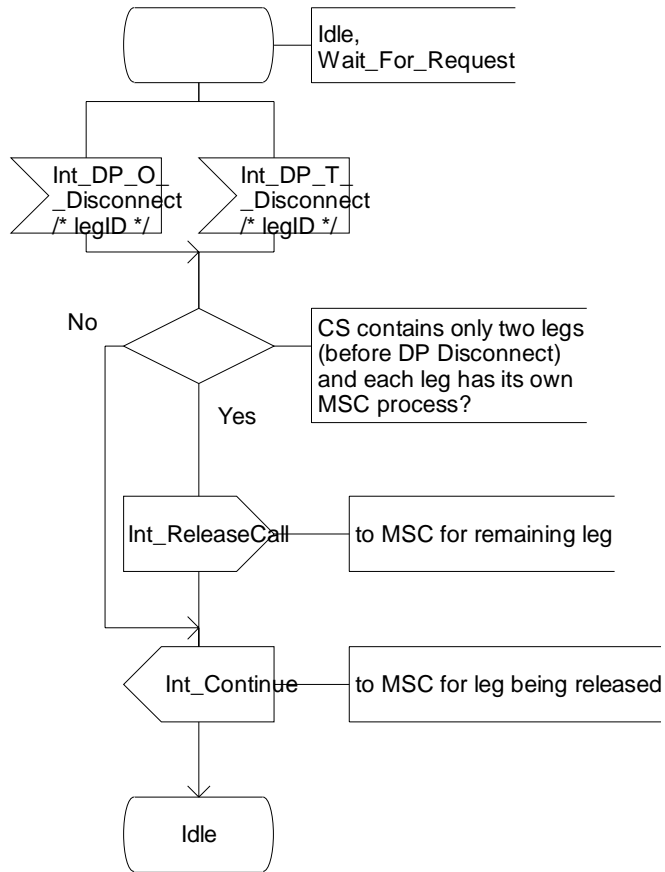 Idle,
Wait_For_Request
Int_DP_O_
_Disconnect
/* legID */
Int_DP_T_
_Disconnect
/* legID */
No
CS contains only two legs
(before DP Disconnect)
and each leg has its own
MSC process?
Yes
Int_ReleaseCall
to MSC for remaining leg
Int_Continue
to MSC for leg being released
Idle